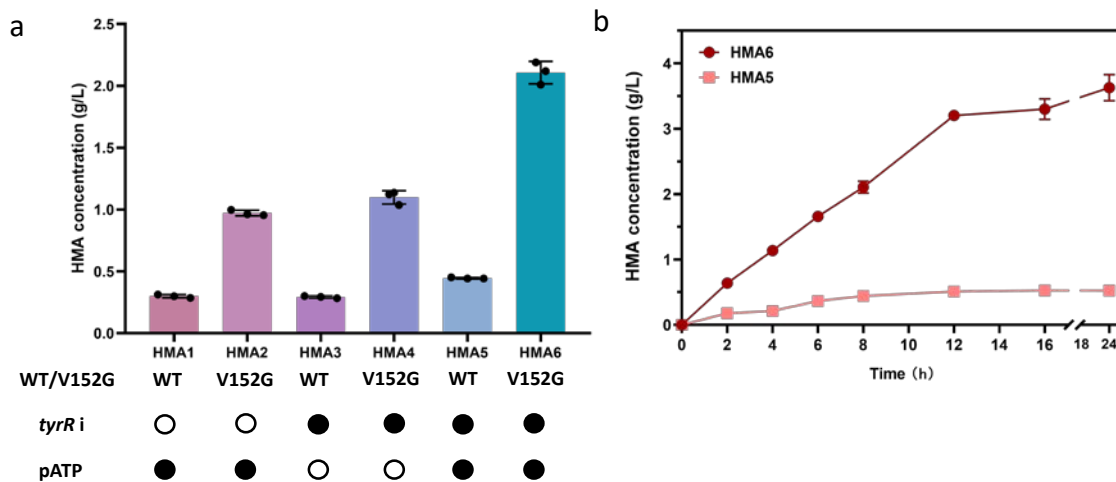 a
HMA concentration (g/L)
2.5
2.0
1.5
1.0
0.5
0.0
HMA1 HMA2 HMA3 HMA4 HMA5 HMA6
WT/V152G WT V152G WT V152G WT V152G
tyrR i
pATP
b
HMA concentration (g/L)
HMA6
HMA5
4
3
2
1
0
0 2 4 6 8 10 12 14 16 18 24
Time (h)